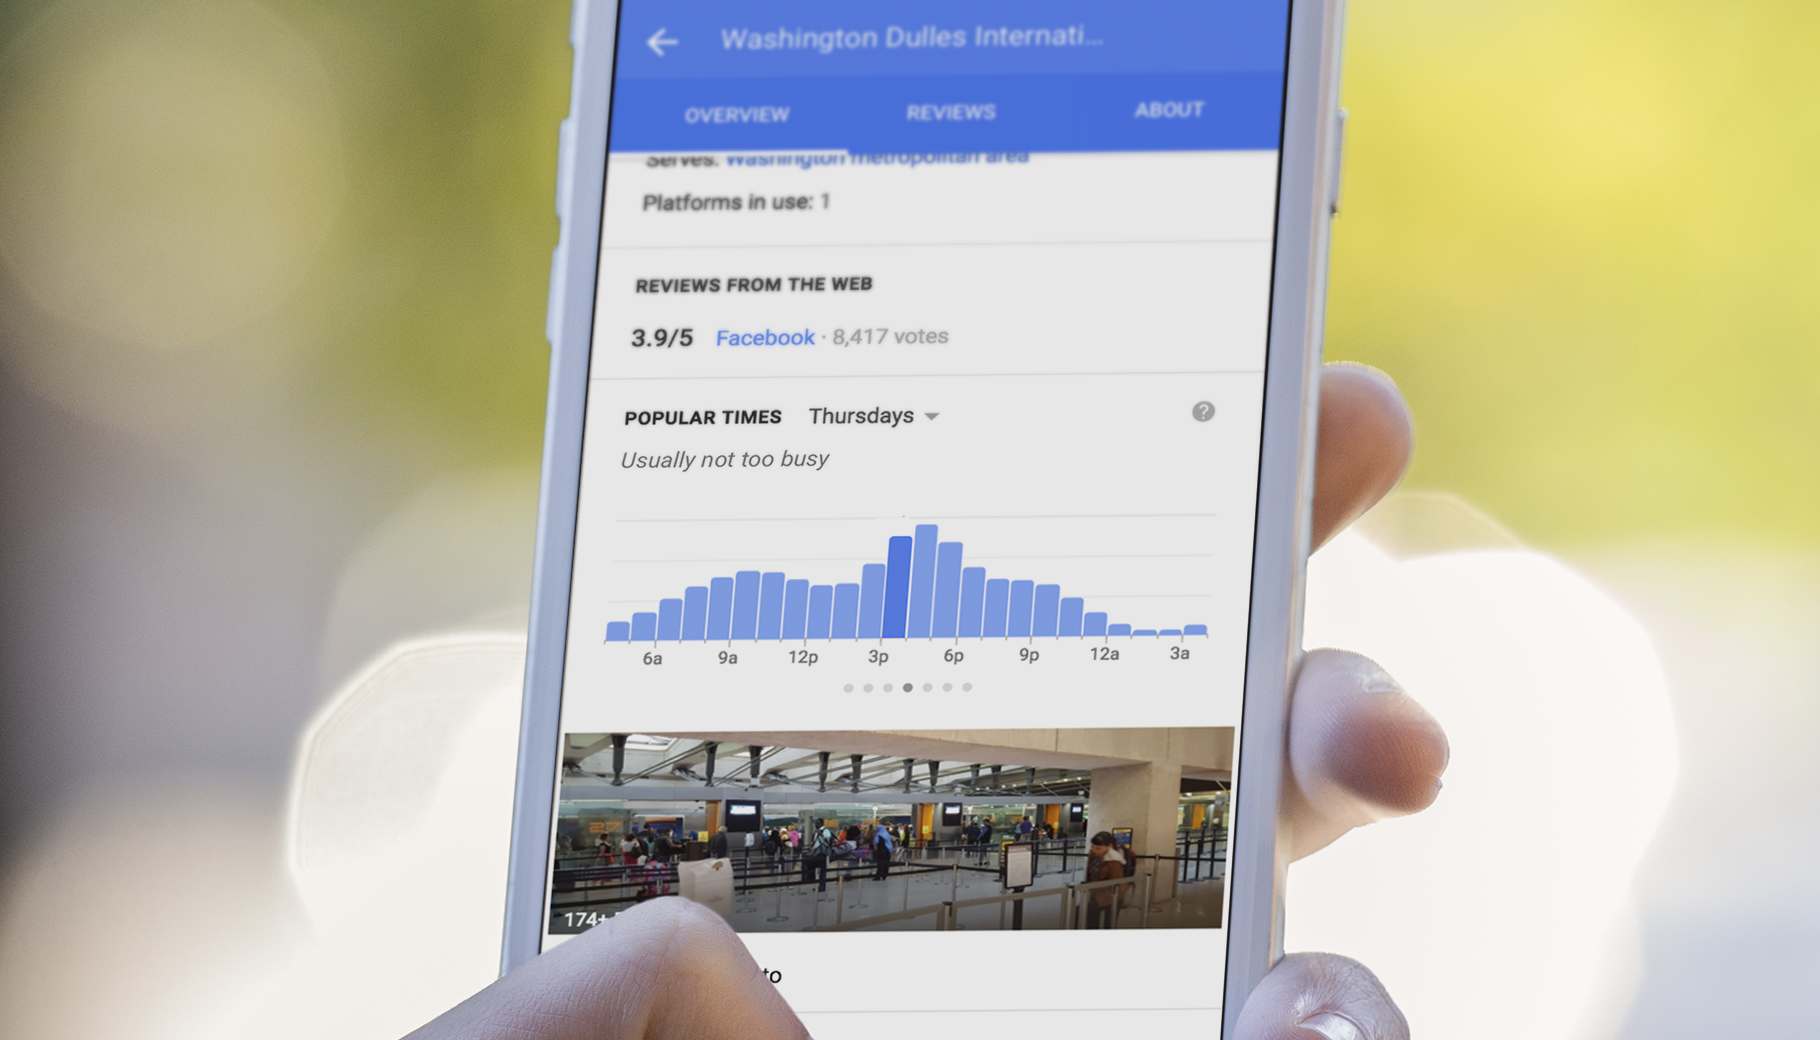 Washington Dulles Internati...
OVERVIEW REVIEWS ABOUT
Serves: Washington metropolitan area
Platforms in use: 1
REVIEWS FROM THE WEB
3.9/5 Facebook · 8,417 votes
POPULAR TIMES Thursdays ?
Usually not too busy
6a 9a 12p 3p 6p 9p 12a 3a
174+
to